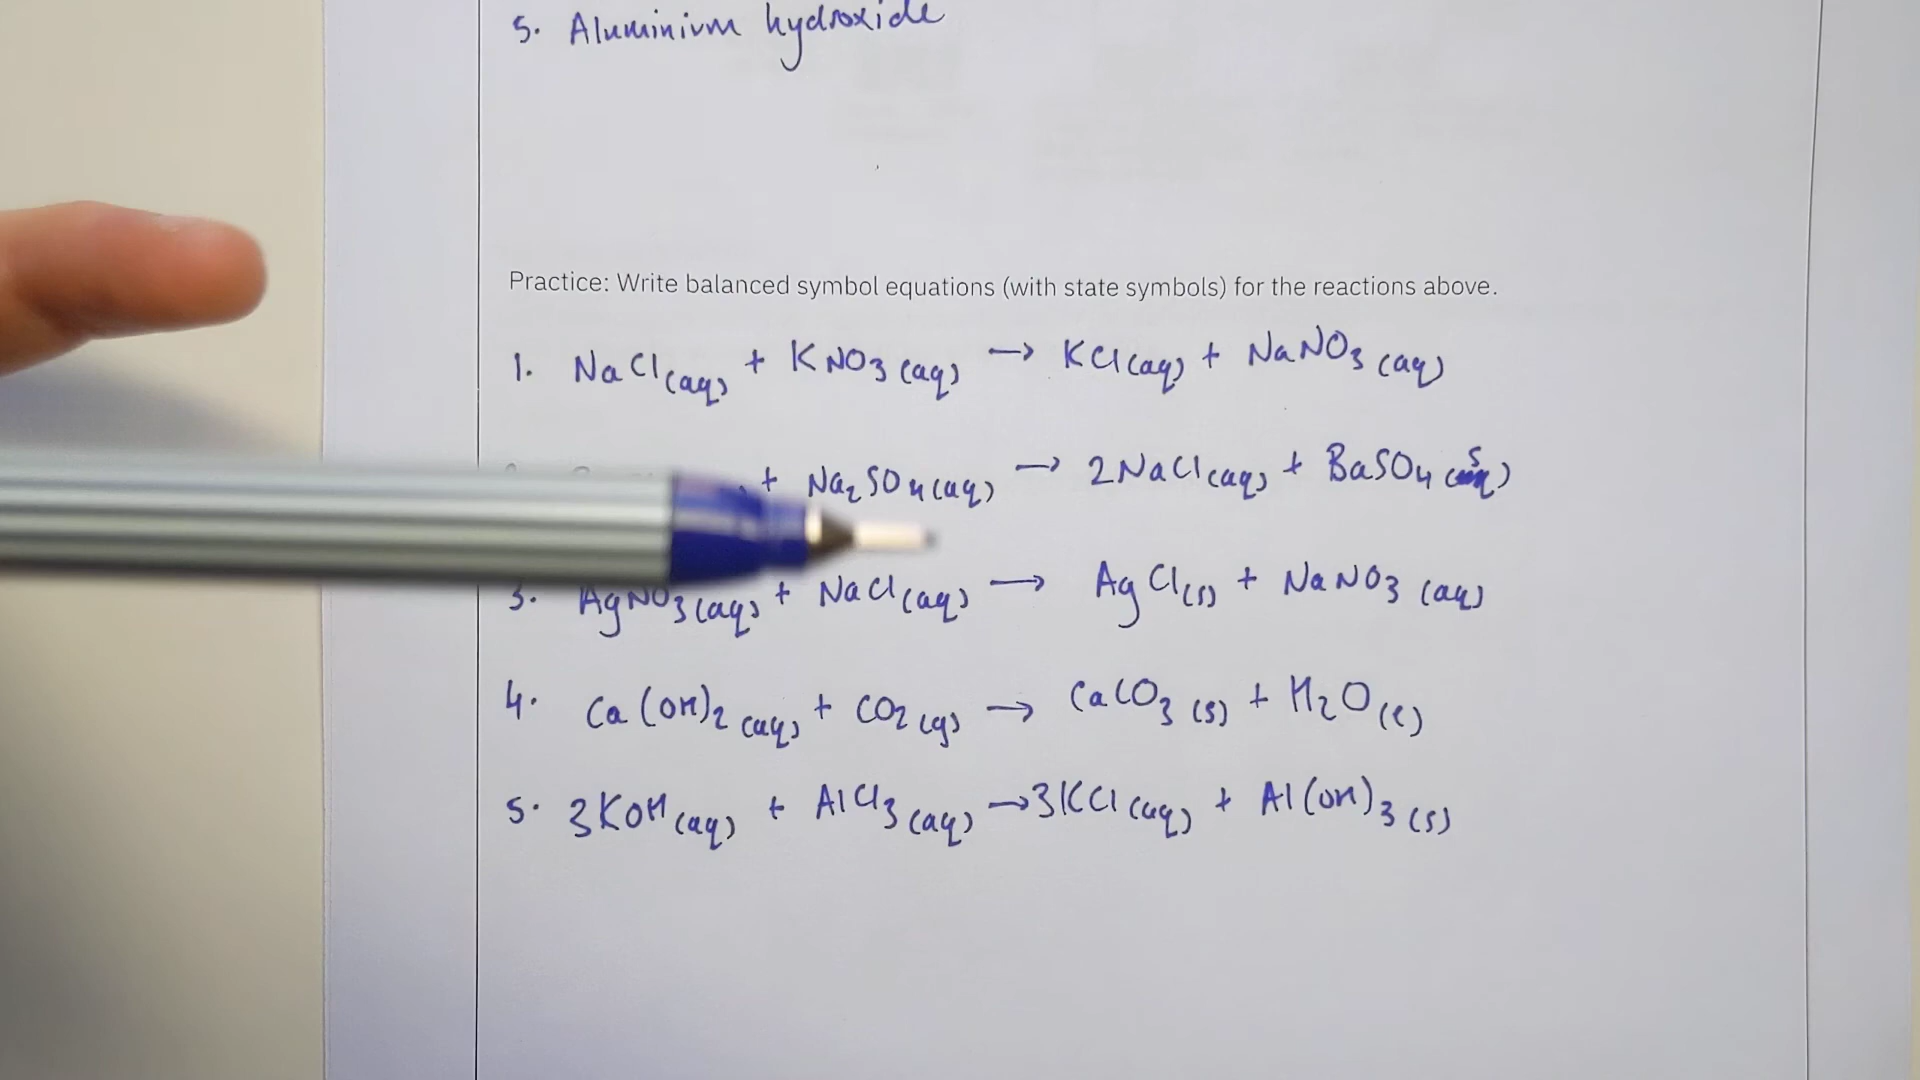 5. Aluminium hydroxide
Practice: Write balanced symbol equations (with state symbols) for the reactions above.
1. NaCl(aq) + KNO3(aq) → KCl(aq) + NaNO3(aq)
+ Na2SO4(aq) → 2NaCl(aq) + BaSO4(s)
3. AgNO3(aq) + NaCl(aq) → AgCl(s) + NaNO3(aq)
4. Ca(OH)2(aq) + CO2(g) → CaCO3(s) + H2O(l)
5. 3KOH(aq) + AlCl3(aq) → 3KCl(aq) + Al(OH)3(s)